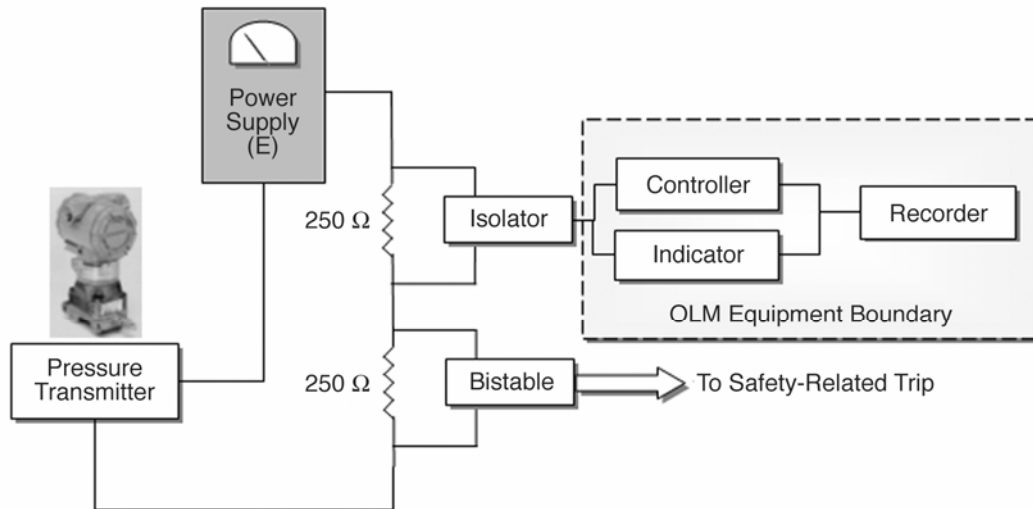 Power
Supply
(E)
250 Ω
Isolator
Controller
Indicator
Recorder
OLM Equipment Boundary
Pressure
Transmitter
250 Ω
Bistable
To Safety-Related Trip